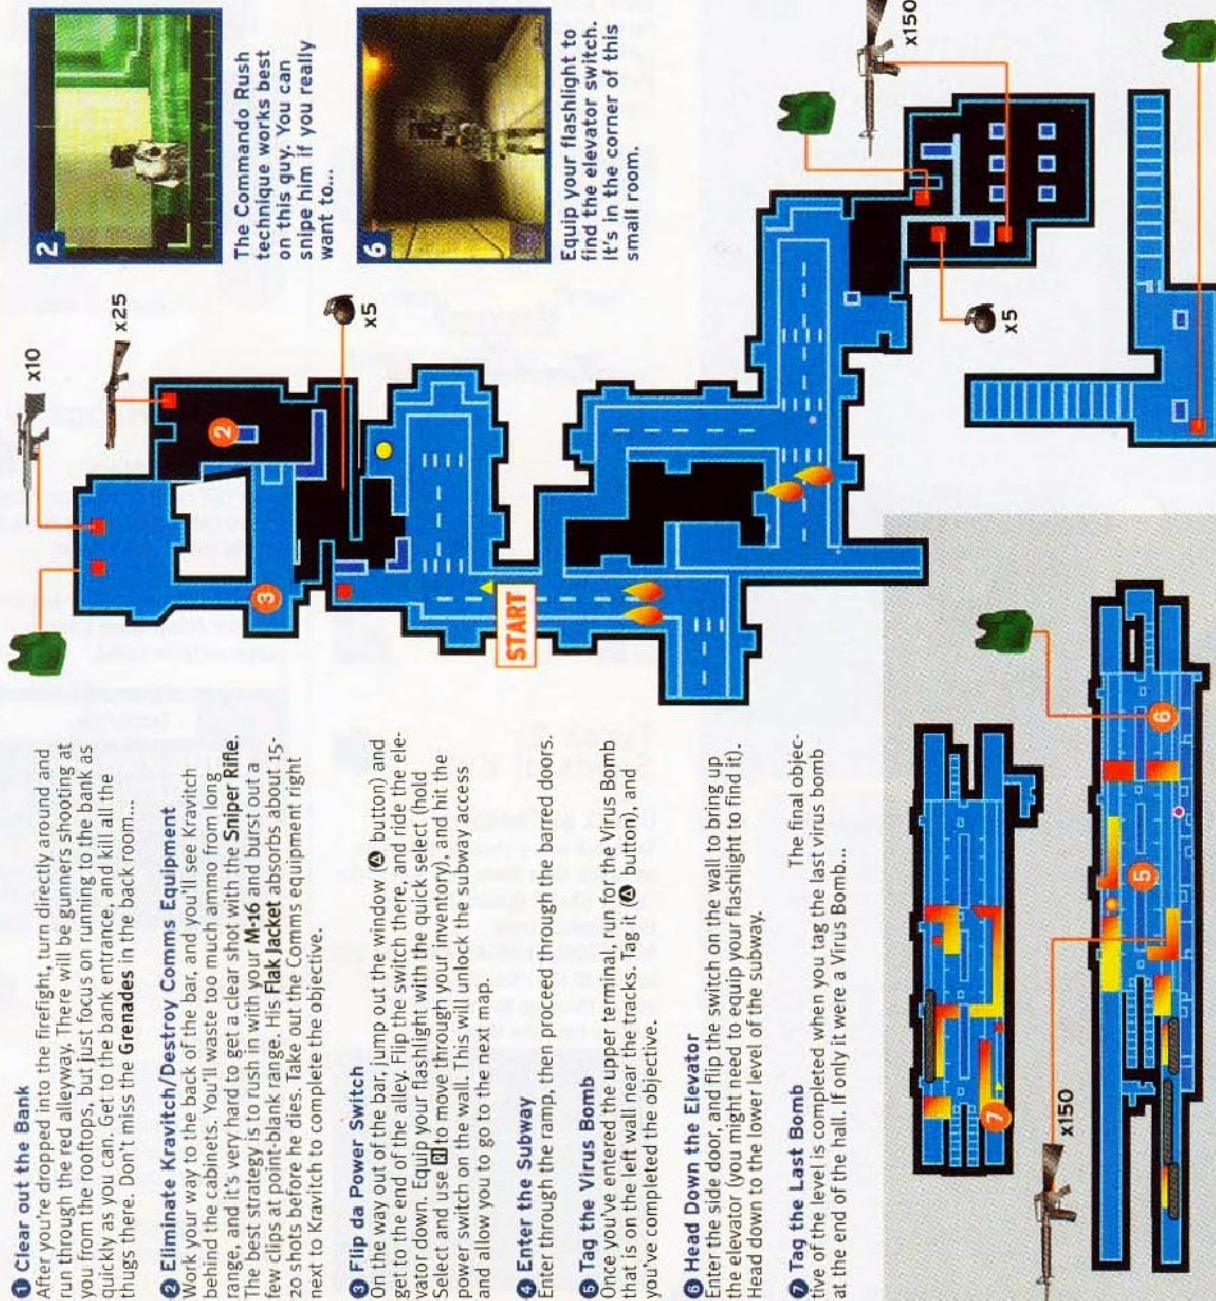 1 Clear out the Bank
After you're dropped into the firefight, turn directly around and
run through the red alleyway. There will be gunners shooting at
you from the rooftops, but just focus on running to the bank as
quickly as you can. Get to the bank entrance, and kill all the
thugs there. Don't miss the Grenades in the back room...
2 Eliminate Kravitch/Destroy Comms Equipment
Work your way to the back of the bar, and you'll see Kravitch
behind the cabinets. You'll waste too much ammo from long
range, and it's very hard to get a clear shot with the Sniper Rifle.
The best strategy is to rush in with your M-16 and burst out a
few clips at point-blank range. His Flak Jacket absorbs about 15-
20 shots before he dies. Take out the Comms equipment right
next to Kravitch to complete the objective.
3 Flip da Power Switch
On the way out of the bar, jump out the window (△ button) and
get to the end of the alley. Flip the switch there, and ride the ele-
vator down. Equip your flashlight with the quick select (hold
Select and use R1 to move through your inventory), and hit the
power switch on the wall. This will unlock the subway access
and allow you to go to the next map.
4 Enter the Subway
Enter through the ramp, then proceed through the barred doors.
5 Tag the Virus Bomb
Once you've entered the upper terminal, run for the Virus Bomb
that is on the left wall near the tracks. Tag it (△ button), and
you've completed the objective.
6 Head Down the Elevator
Enter the side door, and flip the switch on the wall to bring up
the elevator (you might need to equip your flashlight to find it).
Head down to the lower level of the subway.
7 Tag the Last Bomb
The final objec-
tive of the level is completed when you tag the last virus bomb
at the end of the hall. If only it were a Virus Bomb...
x10
x25
x5
2
3
START
x5
x150
7
x150
5
6
2
The Commando Rush
technique works best
on this guy. You can
snipe him if you really
want to...
6
Equip your flashlight to
find the elevator switch.
It's in the corner of this
small room.